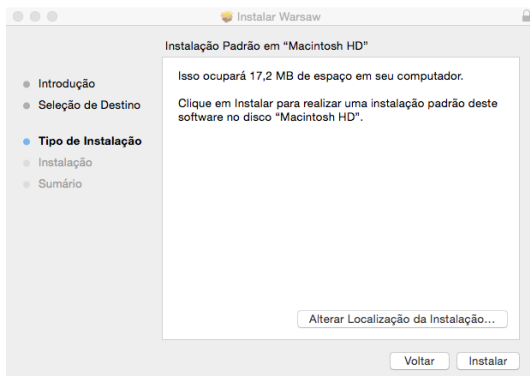 Instalar Warsaw
Instalação Padrão em “Macintosh HD”
Introdução
Seleção de Destino
Tipo de Instalação
Instalação
Sumário
Isso ocupará 17,2 MB de espaço em seu computador.
Clique em Instalar para realizar uma instalação padrão deste
software no disco “Macintosh HD”.
Alterar Localização da Instalação...
Voltar
Instalar